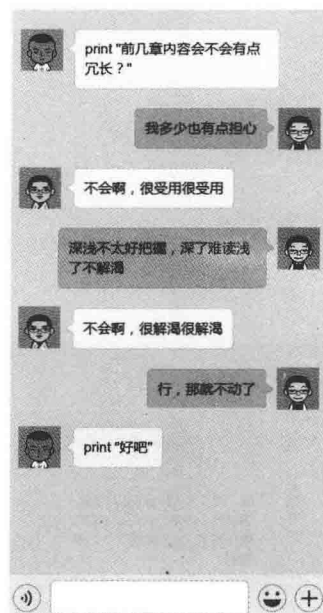 print "前几章内容会不会有点
冗长？"
我多少也有点担心
不会啊，很受用很受用
深浅不太好把握，深了难读浅
了不解渴
不会啊，很解渴很解渴
行，那就不动了
print "好吧"